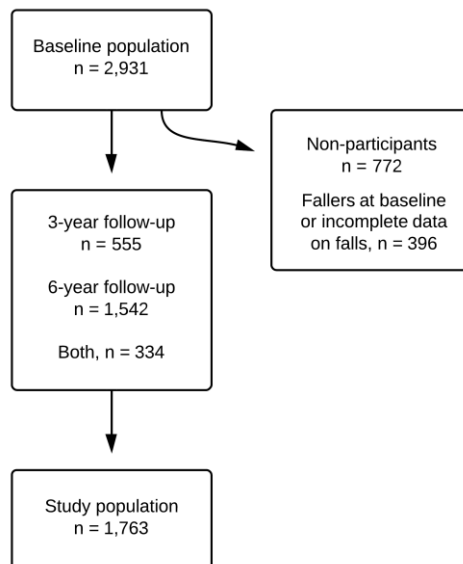 Baseline population
n = 2,931
Non-participants
n = 772
Fallers at baseline
or incomplete data
on falls, n = 396
3-year follow-up
n = 555
6-year follow-up
n = 1,542
Both, n = 334
Study population
n = 1,763